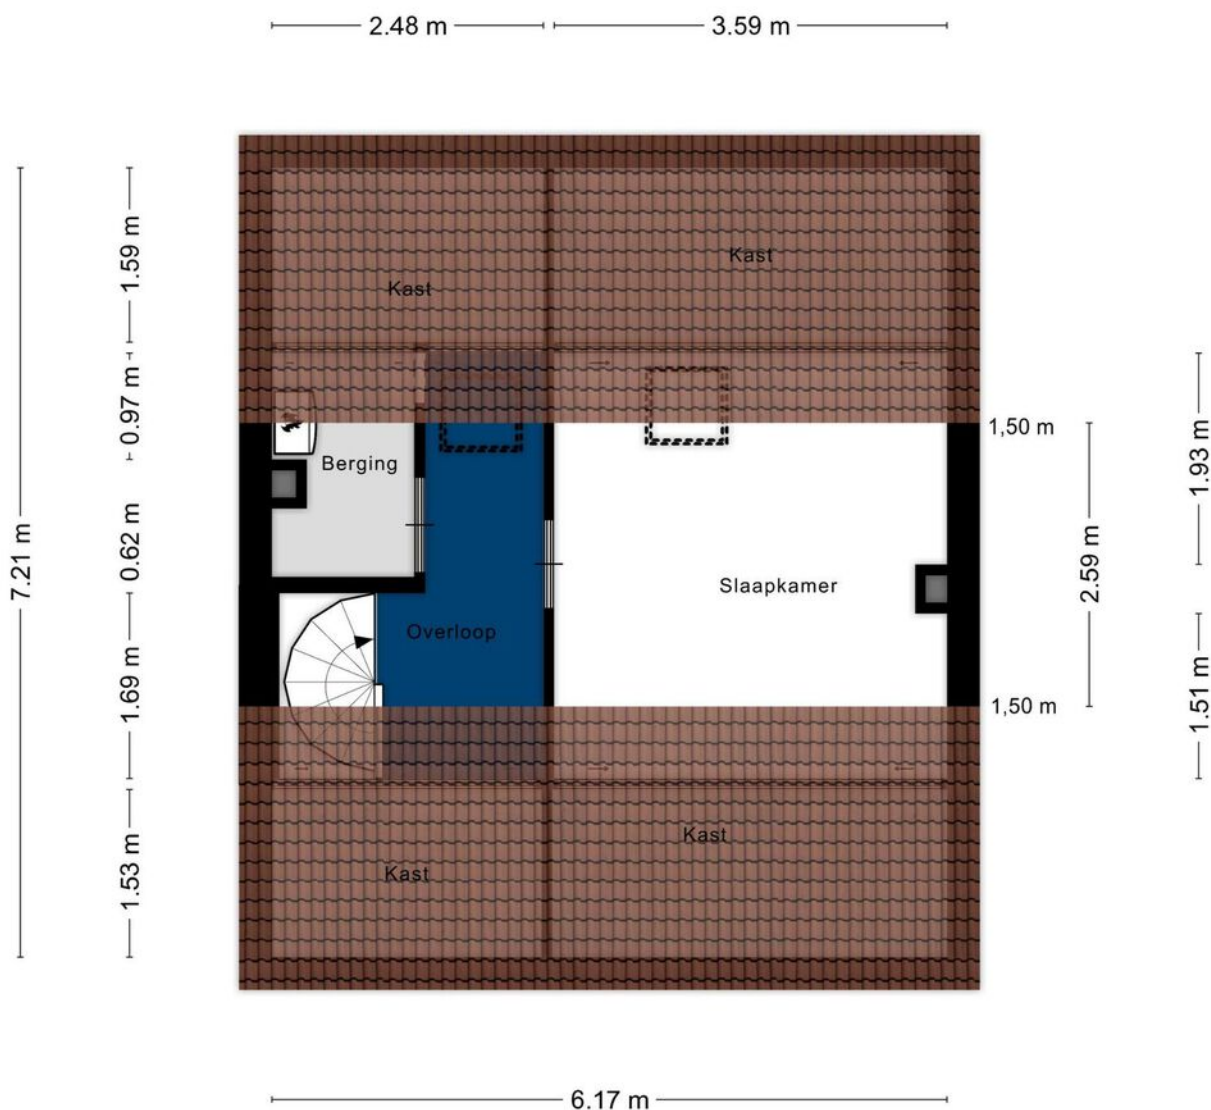 2.48 m
3.59 m
1.59 m
Kast
Kast
0.97 m
1,50 m
1.93 m
Berging
7.21 m
0.62 m
2.59 m
Slaapkamer
Overloop
1.69 m
1,50 m
1.51 m
1.53 m
Kast
Kast
6.17 m